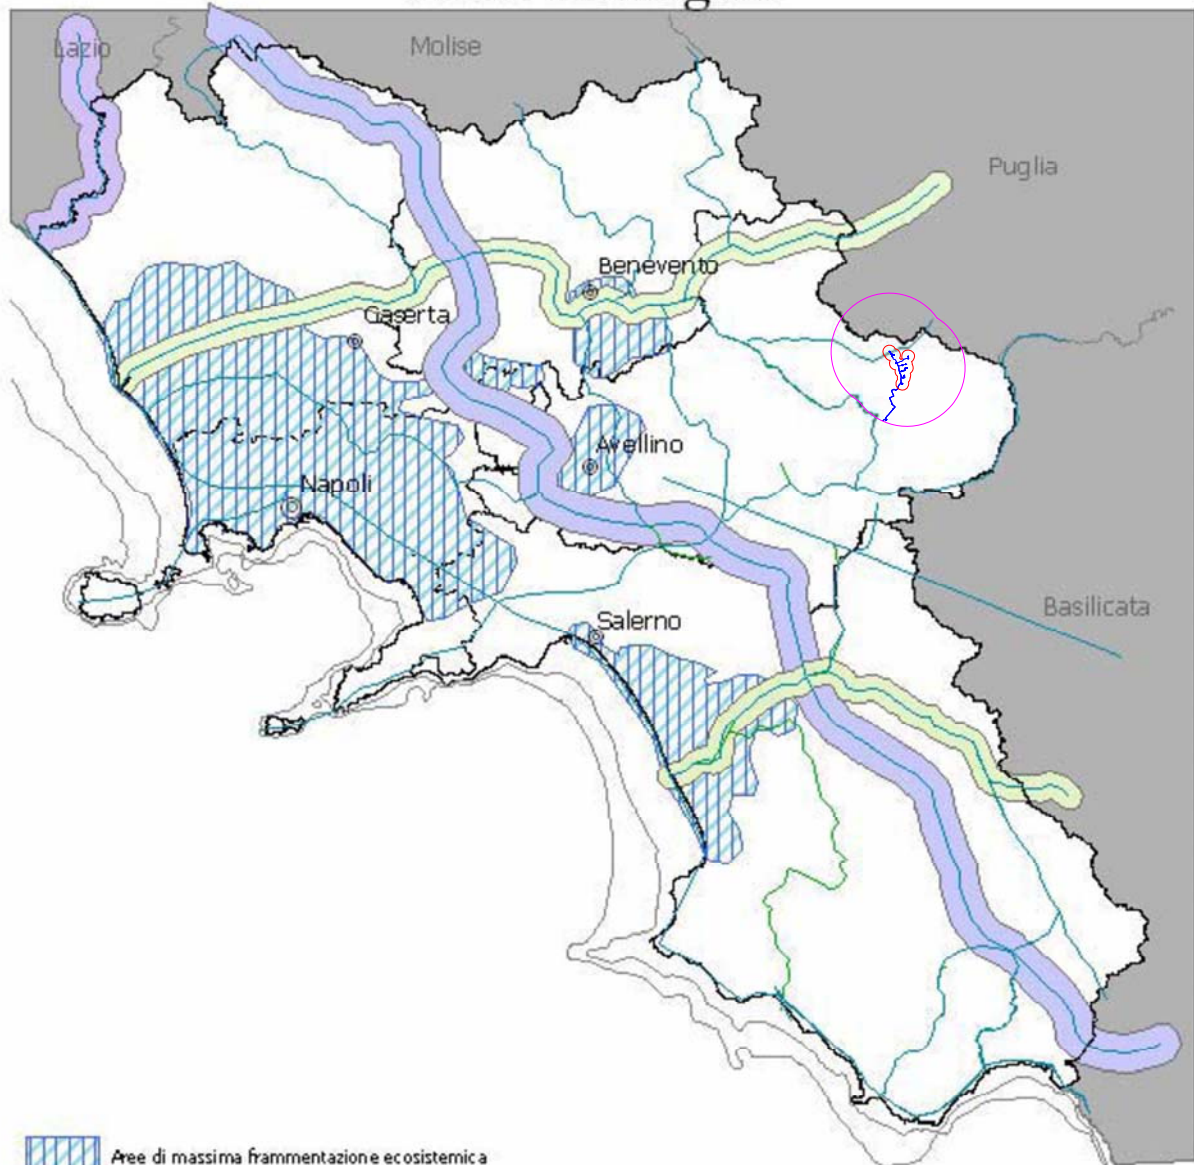 Lazio
Molise
Puglia
Benevento
Caserta
Avellino
Napoli
Basilicata
Salerno
Aree di massima frammentazione ecosistemica